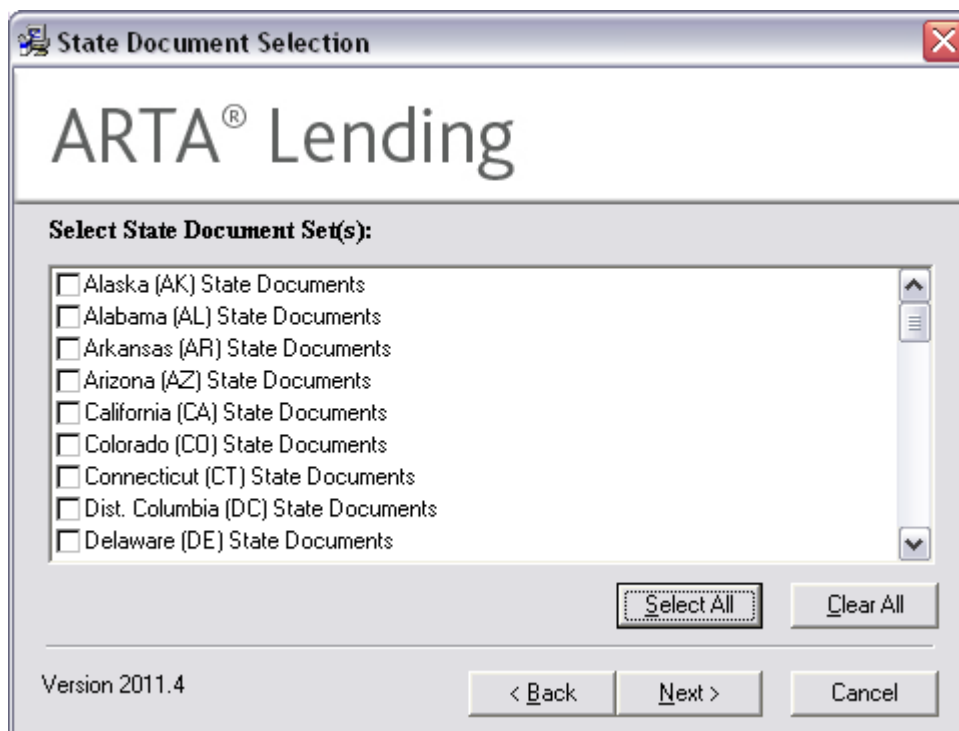 State Document Selection
ARTA® Lending
Select State Document Set(s):
Alaska (AK) State Documents
Alabama (AL) State Documents
Arkansas (AR) State Documents
Arizona (AZ) State Documents
California (CA) State Documents
Colorado (CO) State Documents
Connecticut (CT) State Documents
Dist. Columbia (DC) State Documents
Delaware (DE) State Documents
Select All Clear All
Version 2011.4 < Back Next > Cancel